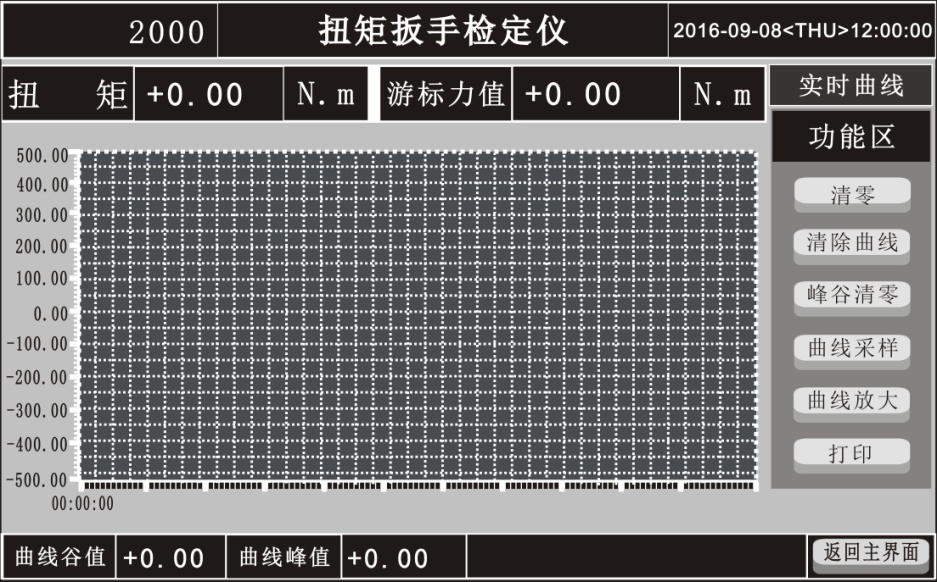 2000 扭矩扳手检定仪 2016-09-08<THU>12:00:00
扭 矩 +0.00 N.m 游标力值 +0.00 N.m 实时曲线
功能区
500.00
400.00
300.00
200.00
100.00
0.00
-100.00
-200.00
-300.00
-400.00
-500.00
00:00:00
清零
清除曲线
峰谷清零
曲线采样
曲线放大
打印
曲线谷值 +0.00 曲线峰值 +0.00 返回主界面